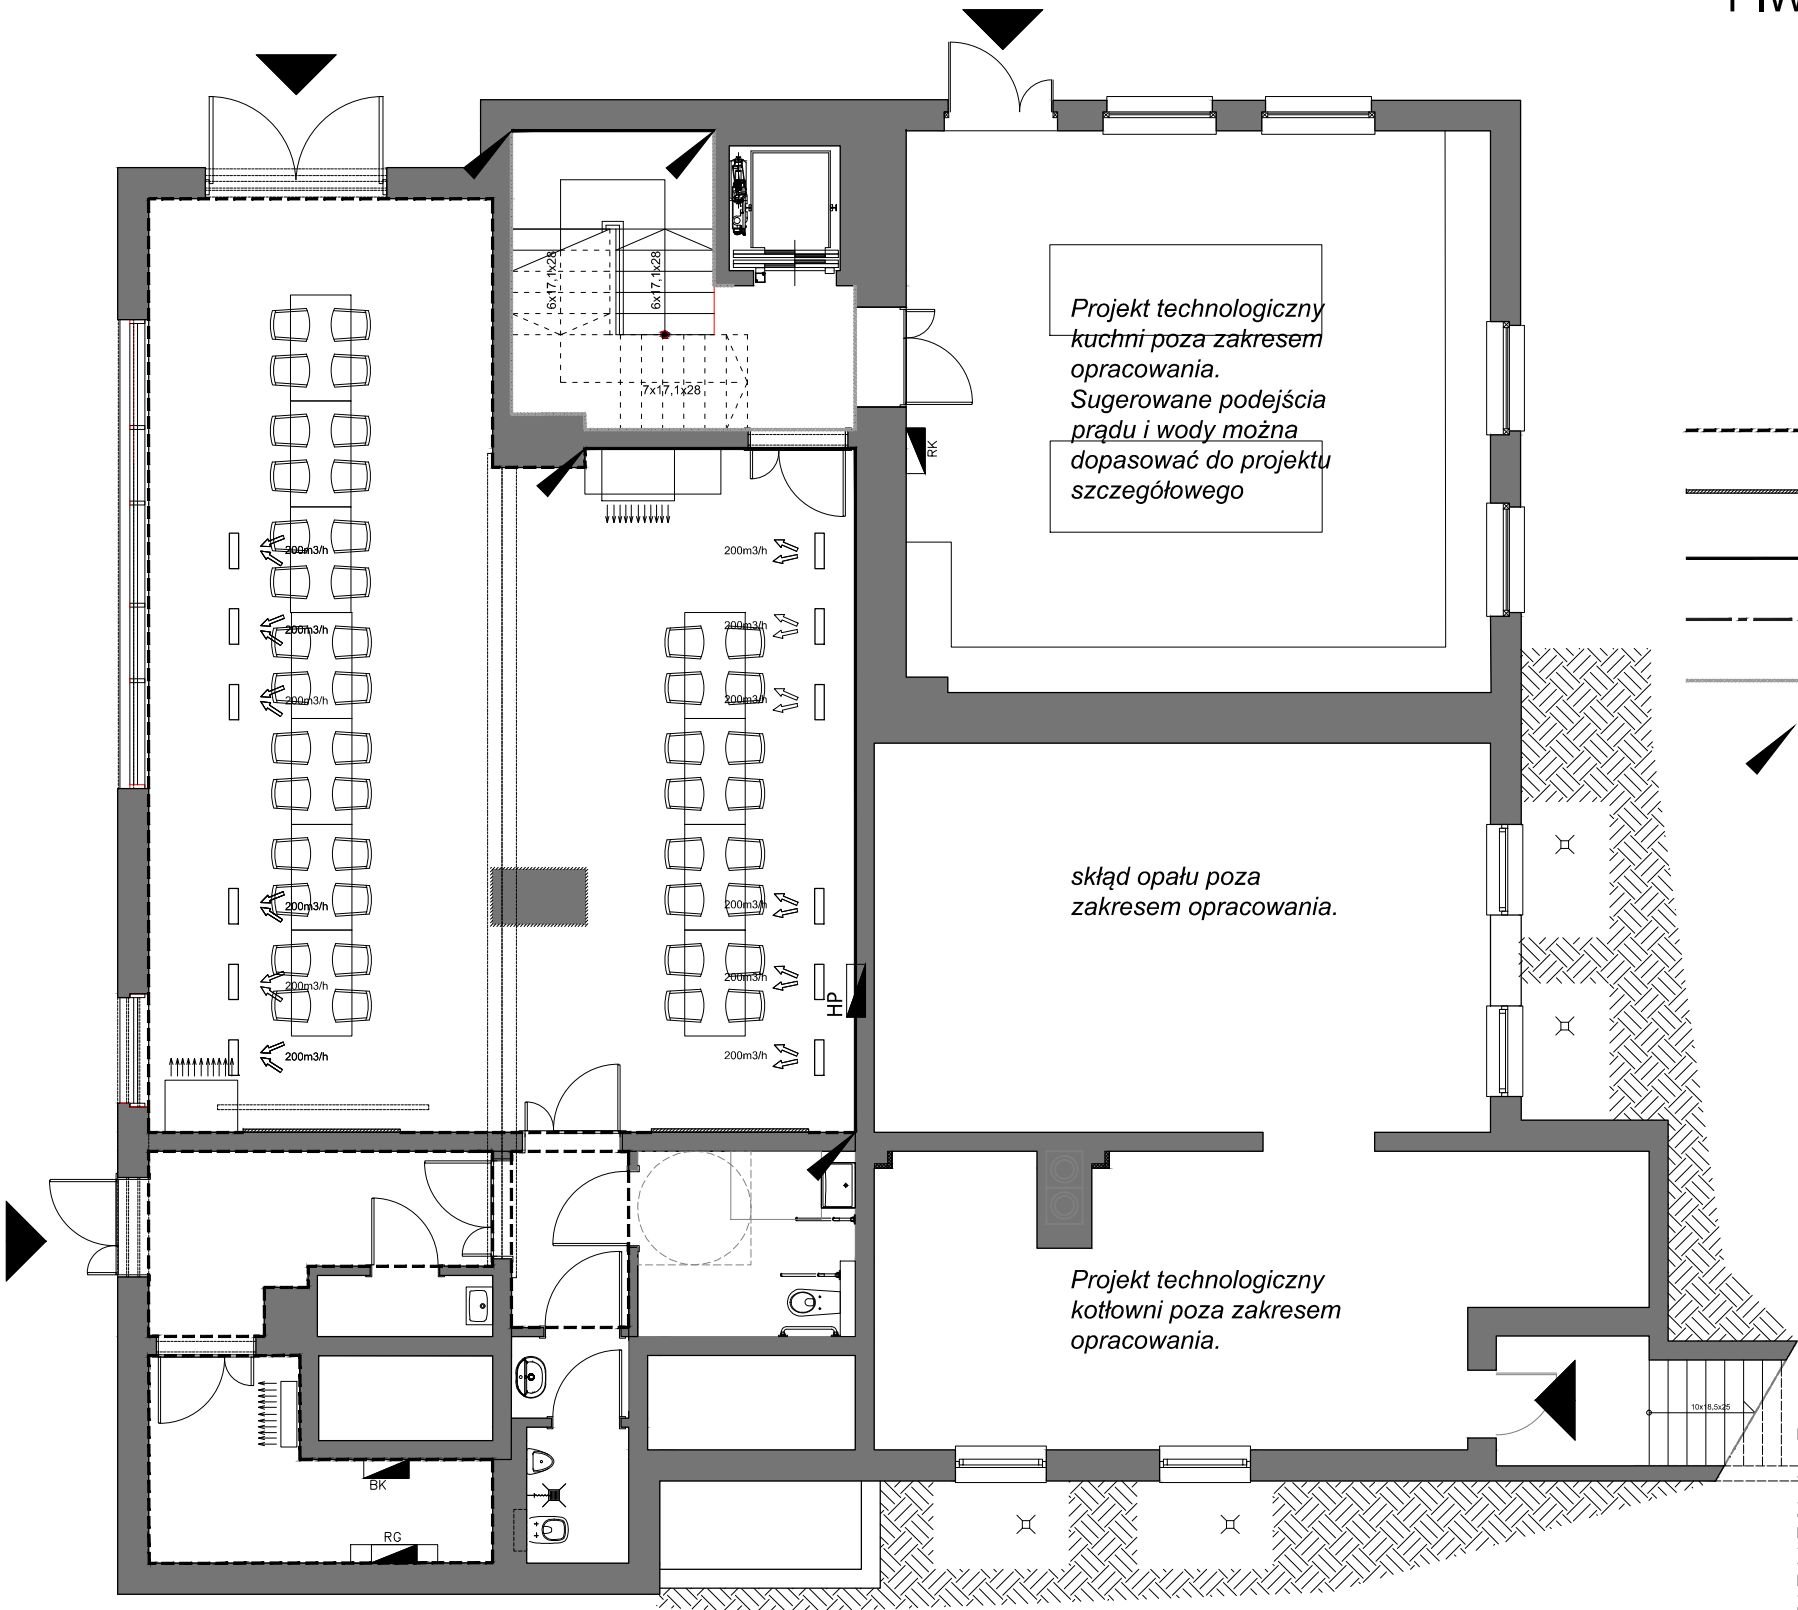 6x17,1x28
6x17,1x28
7x17,1x28
Projekt technologiczny
kuchni poza zakresem
opracowania.
Sugerowane podejścia
prądu i wody można
dopasować do projektu
szczegółowego
RK
200m3/h
200m3/h
200m3/h
200m3/h
200m3/h
200m3/h
200m3/h
200m3/h
200m3/h
200m3/h
200m3/h
200m3/h
HP
skłąd opału poza
zakresem opracowania.
Projekt technologiczny
kotłowni poza zakresem
opracowania.
10x18,5x25
BK
RG